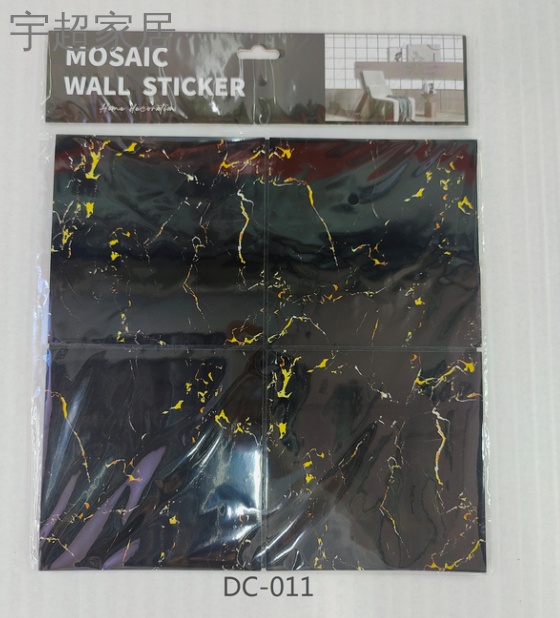 宇超家居
MOSAIC
WALL STICKER
Home decoration
DC-011